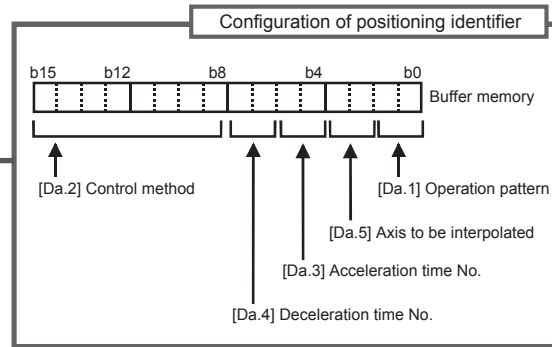 Configuration of positioning identifier
b15 b12 b8 b4 b0
Buffer memory
[Da.2] Control method
[Da.1] Operation pattern
[Da.5] Axis to be interpolated
[Da.3] Acceleration time No.
[Da.4] Deceleration time No.